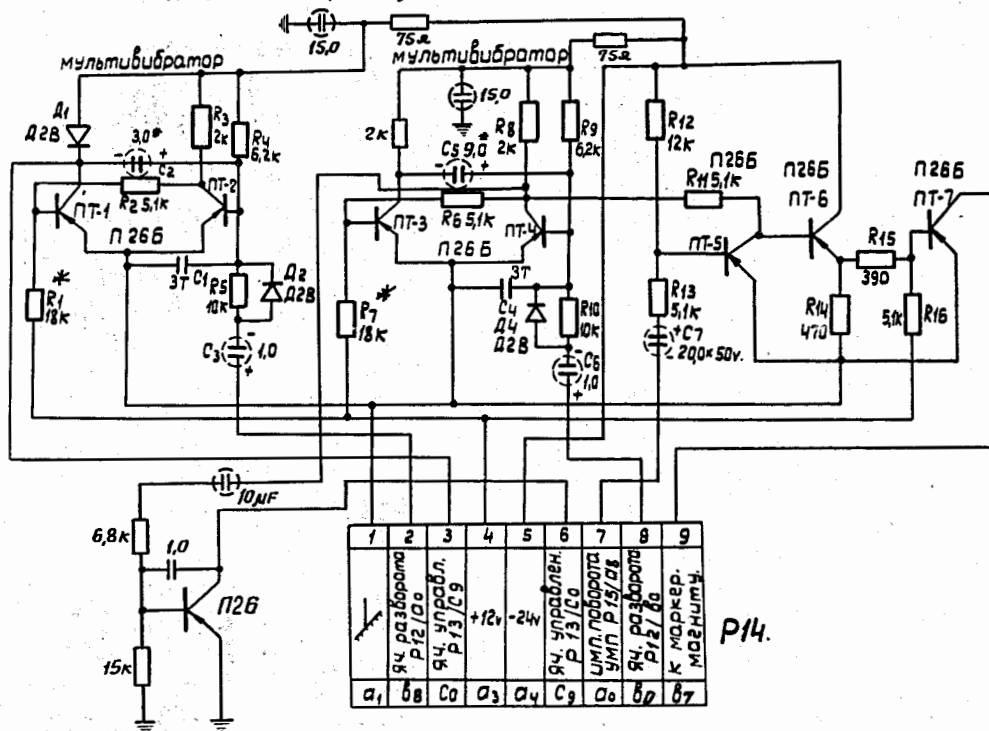 15,0
75Ω
75Ω
мультивибратор
мультивибратор
Д1
Д2В
R3
2к
R4
6,2к
3,0*
- +
C2
R2 5,1к
ПТ-1
ПТ-2
П26Б
3Т C1
R5
10к
Д2
Д2В
*
R1
18к
C3
-
1,0
+
2к
15,0
R8
2к
R9
6,2к
C5 9,0*
- +
R6 5,1к
ПТ-3
ПТ-4
П26Б
3Т
C4
Д4
Д2В
R10
10к
*
R7
18к
-
C6
1,0
+
R12
12к
R11 5,1к
ПТ-5
R13
5,1к
+C7
- 20,0×50v.
П26Б
ПТ-6
П26Б
ПТ-7
R15
390
R14
470
5,1к
R16
10μF
6,8к
1,0
П26
15к
1 2 3 4 5 6 7 8 9
Яч. разворота
Р12/а0
Яч. управл.
Р13/С9
+12v
-24v
Яч. управлен.
Р13/С0
имп. поворота
умп. Р15/а8
Яч. разворота
Р12/в0
к маркер.
магниту.
а1 в8 С0 а3 а4 С9 а0 в0 в7
Р14.